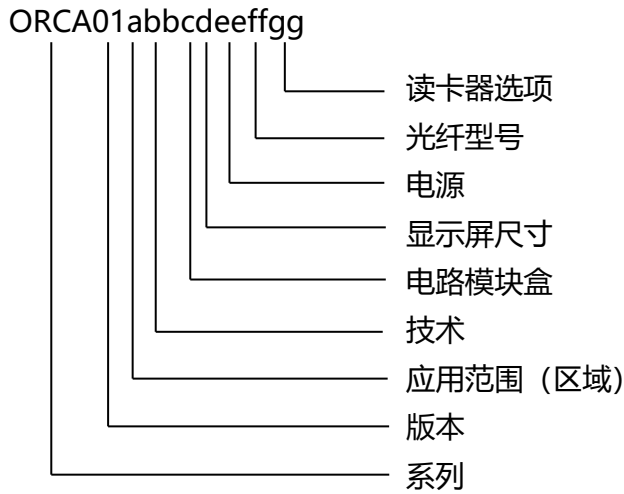 ORCA01abbcdeeffgg
读卡器选项
光纤型号
电源
显示屏尺寸
电路模块盒
技术
应用范围（区域）
版本
系列